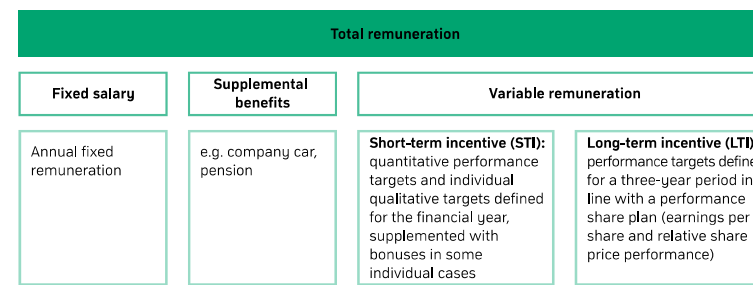 Total remuneration
Fixed salary
Supplemental
benefits
Variable remuneration
Annual fixed
remuneration
e.g. company car,
pension
Short-term incentive (STI):
quantitative performance
targets and individual
qualitative targets defined
for the financial year,
supplemented with
bonuses in some
individual cases
Long-term incentive (LTI)
performance targets define
for a three-year period in
line with a performance
share plan (earnings per
share and relative share
price performance)